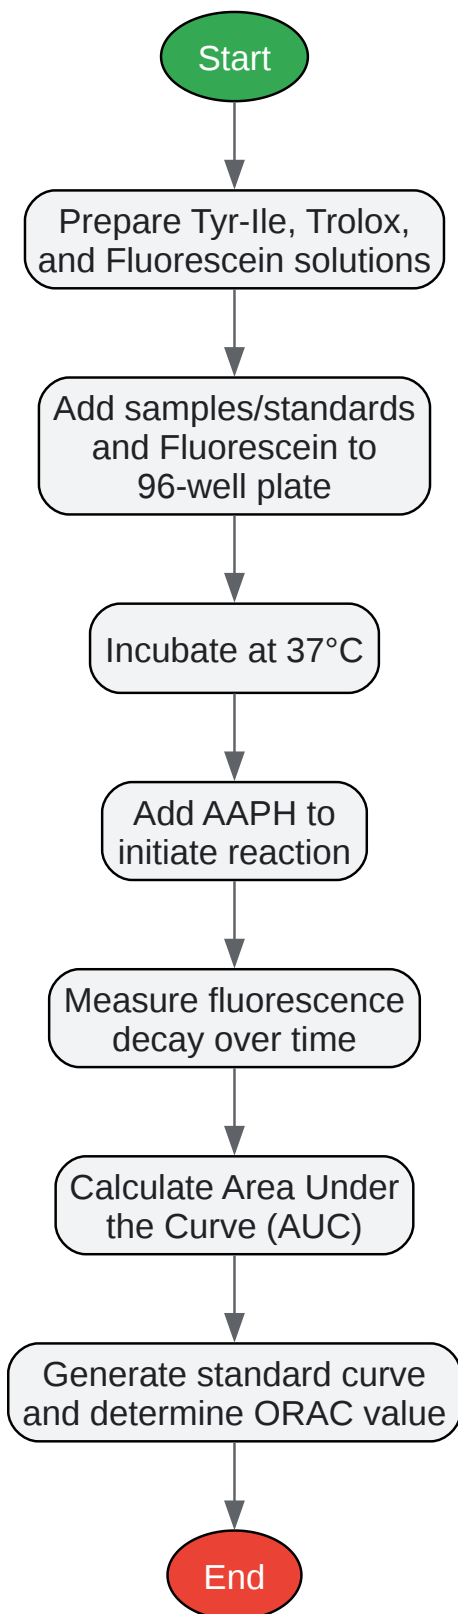 Start
Prepare Tyr-Ile, Trolox,
and Fluorescein solutions
Add samples/standards
and Fluorescein to
96-well plate
Incubate at 37°C
Add AAPH to
initiate reaction
Measure fluorescence
decay over time
Calculate Area Under
the Curve (AUC)
Generate standard curve
and determine ORAC value
End